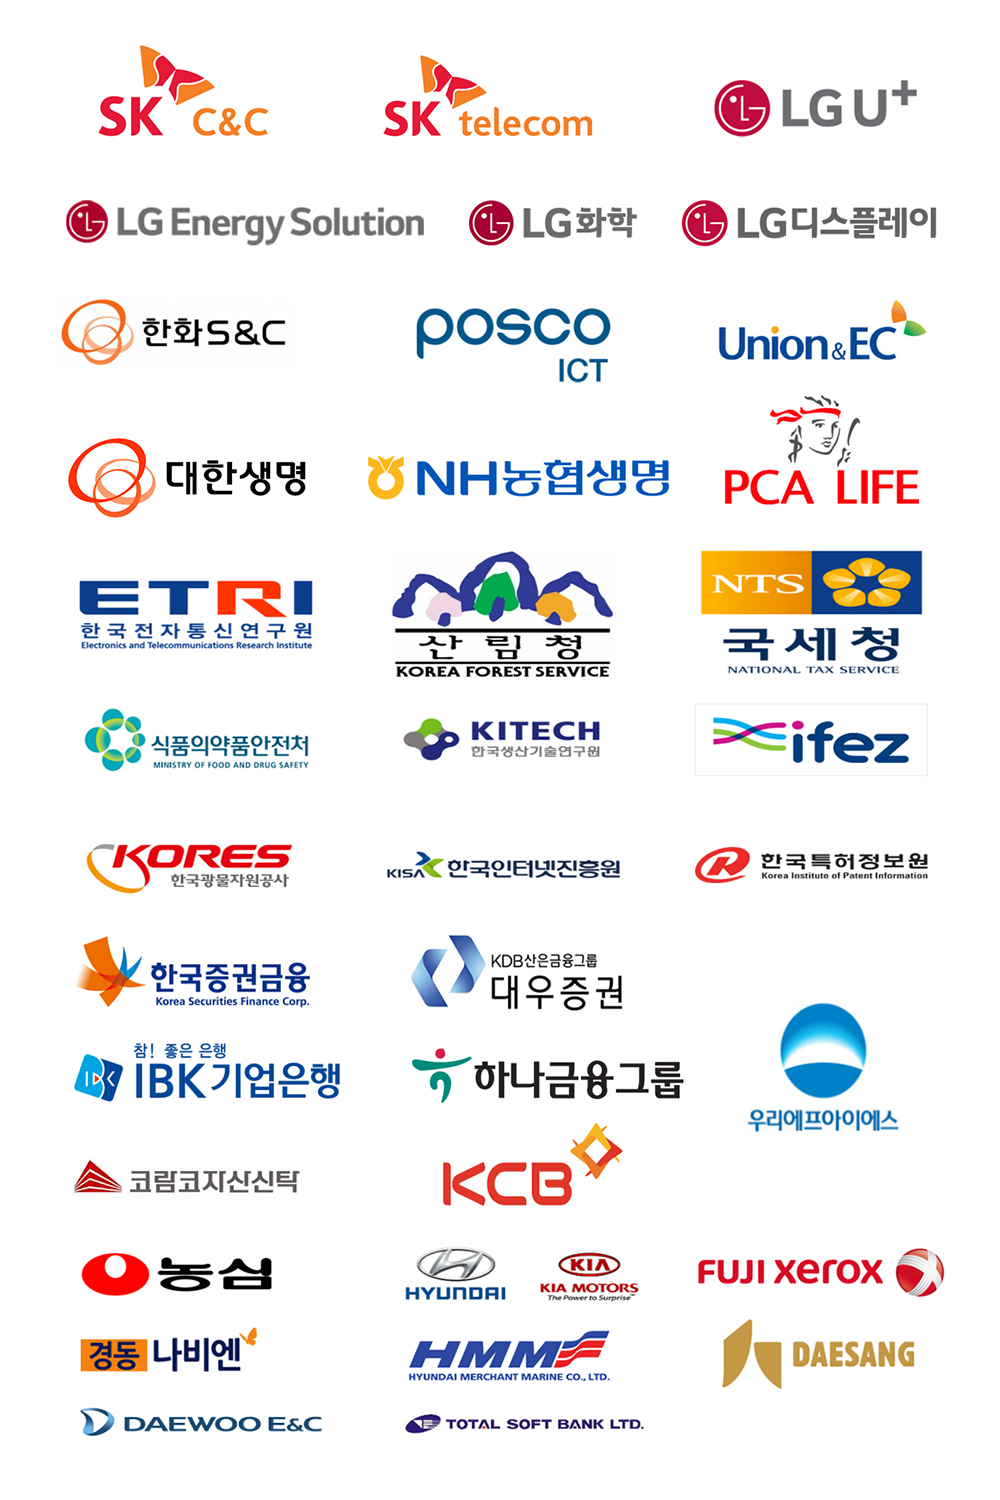 SK C&C
SK telecom
LG U+
LG Energy Solution
LG화학
LG디스플레이
한화S&C
posco
ICT
Union&EC
대한생명
NH농협생명
PCA LIFE
ETRI
한국전자통신연구원
Electronics and Telecommunications Research Institute
산림청
KOREA FOREST SERVICE
NTS
국세청
NATIONAL TAX SERVICE
식품의약품안전처
MINISTRY OF FOOD AND DRUG SAFETY
KITECH
한국생산기술연구원
ifez
KORES
한국광물자원공사
KISA 한국인터넷진흥원
한국특허정보원
Korea Institute of Patent Information
한국증권금융
Korea Securities Finance Corp.
KDB산은금융그룹
대우증권
참! 좋은 은행
IBK기업은행
하나금융그룹
우리에프아이에스
코람코자산신탁
KCB
농심
HYUNDAI
KIA
KIA MOTORS
The Power to Surprise™
FUJI xerox
경동 나비엔
HMM
HYUNDAI MERCHANT MARINE CO., LTD.
DAESANG
DAEWOO E&C
TOTAL SOFT BANK LTD.